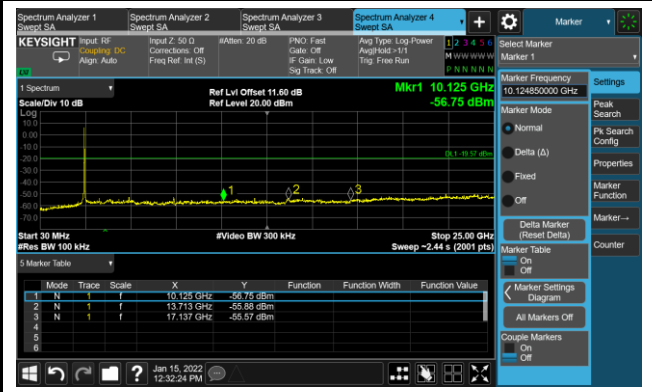 Spectrum Analyzer 1
Swept SA
Spectrum Analyzer 2
Swept SA
Spectrum Analyzer 3
Swept SA
Spectrum Analyzer 4
Swept SA
+
Marker
KEYSIGHT
Input: RF
Coupling: DC
Align: Auto
Input Z: 50 Ω
Corrections: Off
Freq Ref: Int (S)
#Atten: 20 dB
PNO: Fast
Gate: Off
IF Gain: Low
Sig Track: Off
Avg Type: Log-Power
Avg|Hold:>1/1
Trig: Free Run
1 2 3 4 5 6
M W W W W W
P N N N N N
Select Marker
Marker 1
1 Spectrum
Scale/Div 10 dB
Log
Ref Lvl Offset 11.60 dB
Ref Level 20.00 dBm
Mkr1 10.125 GHz
-56.75 dBm
10.0
0.00
-10.0
-20.0
-30.0
-40.0
-50.0
-60.0
-70.0
DL1 -19.57 dBm
1
2
3
Start 30 MHz
#Res BW 100 kHz
#Video BW 300 kHz
Stop 25.00 GHz
Sweep ~2.44 s (2001 pts)
5 Marker Table
Mode Trace Scale X Y Function Function Width Function Value
1 N 1 f 10.125 GHz -56.75 dBm
2 N 1 f 13.713 GHz -55.88 dBm
3 N 1 f 17.137 GHz -55.57 dBm
4
5
6
Marker Frequency
10.124850000 GHz
Marker Mode
Normal
Delta (Δ)
Fixed
Off
Delta Marker
(Reset Delta)
Marker Table
On
Off
Marker Settings
Diagram
All Markers Off
Couple Markers
On
Off
Settings
Peak
Search
Pk Search
Config
Properties
Marker
Function
Marker→
Counter
?
Jan 15, 2022
12:32:24 PM